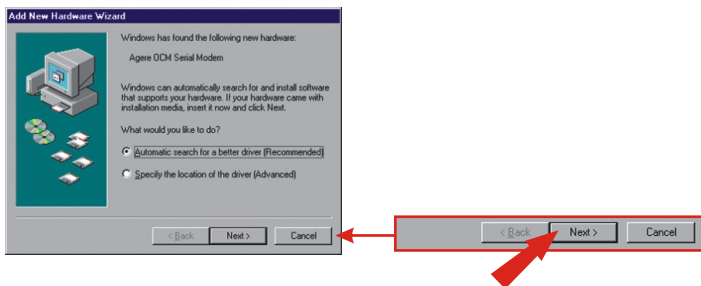 Add New Hardware Wizard
Windows has found the following new hardware:
Agere OCM Serial Modem
Windows can automatically search for and install software
that supports your hardware. If your hardware came with
installation media, insert it now and click Next.
What would you like to do?
Automatic search for a better driver (Recommended)
Specify the location of the driver (Advanced)
< Back Next > Cancel
< Back Next > Cancel